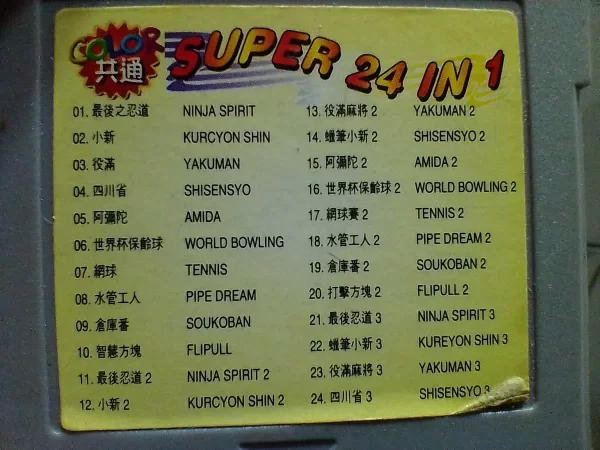 COLOR
共通
SUPER 24 IN 1
01. 最後之忍道 NINJA SPIRIT
02. 小新 KURCYON SHIN
03. 役滿 YAKUMAN
04. 四川省 SHISENSYO
05. 阿彌陀 AMIDA
06. 世界杯保齡球 WORLD BOWLING
07. 網球 TENNIS
08. 水管工人 PIPE DREAM
09. 倉庫番 SOUKOBAN
10. 智慧方塊 FLIPULL
11. 最後忍道 2 NINJA SPIRIT 2
12. 小新 2 KURCYON SHIN 2
13. 役滿麻將 2 YAKUMAN 2
14. 蠟筆小新 2 SHISENSYO 2
15. 阿彌陀 2 AMIDA 2
16. 世界杯保齡球 2 WORLD BOWLING 2
17. 網球賽 2 TENNIS 2
18. 水管工人 2 PIPE DREAM 2
19. 倉庫番 2 SOUKOBAN 2
20. 打擊方塊 2 FLIPULL 2
21. 最後忍道 3 NINJA SPIRIT 3
22. 蠟筆小新 3 KUREYON SHIN 3
23. 役滿麻將 3 YAKUMAN 3
24. 四川省 3 SHISENSYO 3